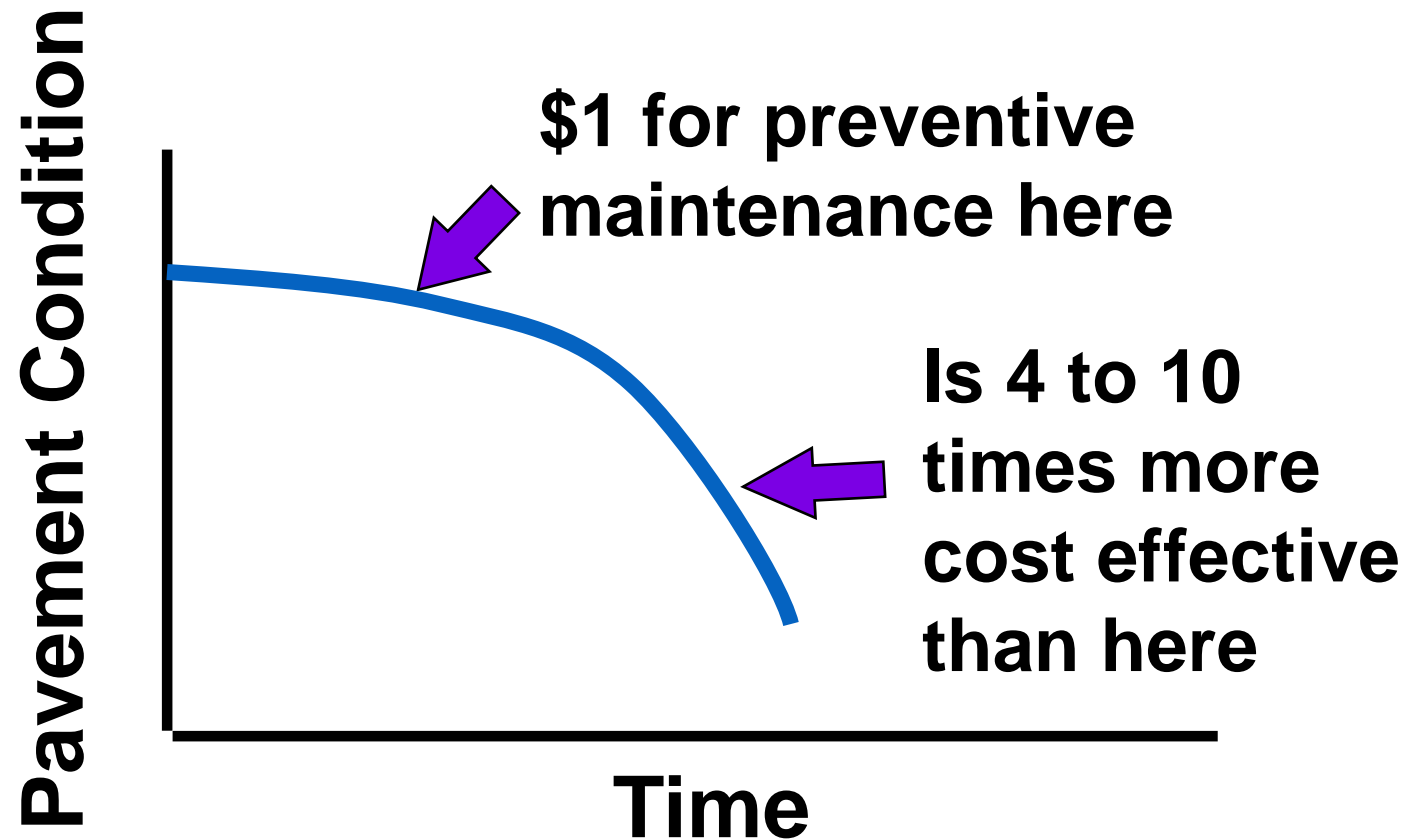 Pavement Condition
$1 for preventive
maintenance here
Is 4 to 10
times more
cost effective
than here
Time